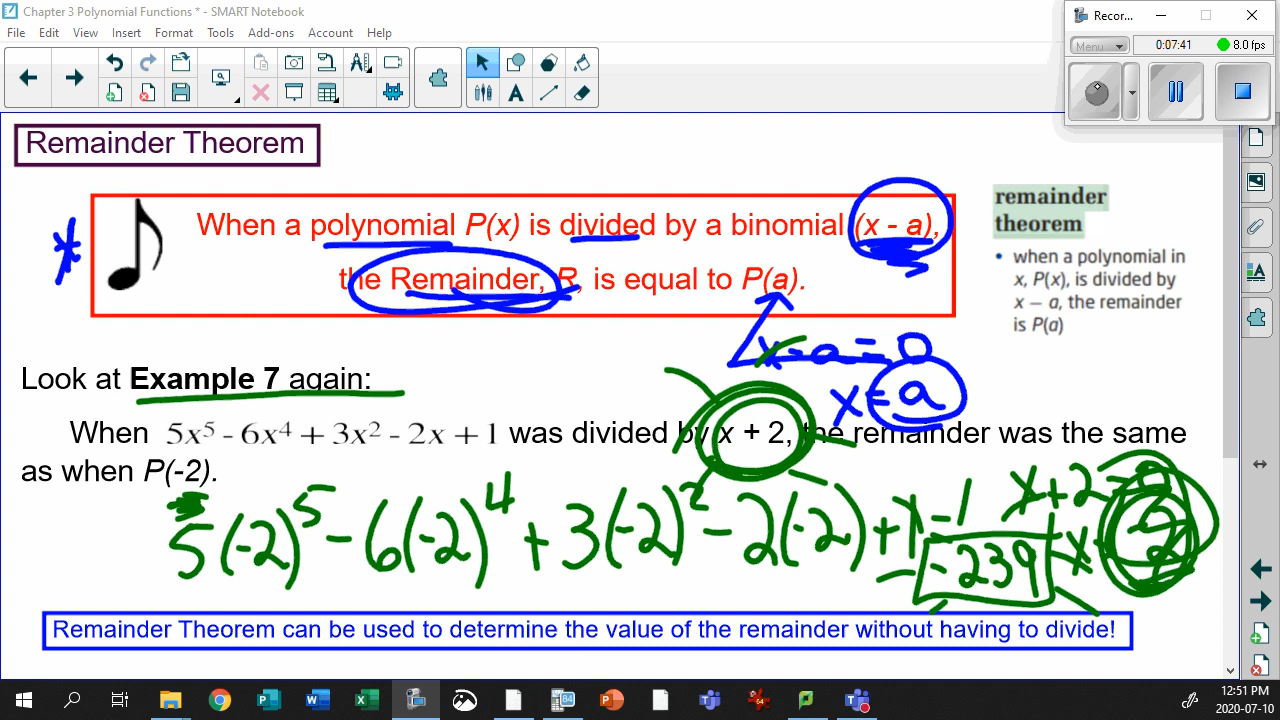 Chapter 3 Polynomial Functions * - SMART Notebook
File Edit View Insert Format Tools Add-ons Account Help
Recor...
Menu 0:07:41 8.0 fps
Remainder Theorem
When a polynomial P(x) is divided by a binomial (x - a),
the Remainder, R, is equal to P(a).
remainder
theorem
• when a polynomial in
x, P(x), is divided by
x − a, the remainder
is P(a)
x - a = 0
x = a
Look at Example 7 again:
When 5x⁵ - 6x⁴ + 3x² - 2x + 1 was divided by x + 2, the remainder was the same
as when P(-2).
5(-2)⁵ - 6(-2)⁴ + 3(-2)² - 2(-2) + 1
x + 2 = 0
x = -2
= -239
Remainder Theorem can be used to determine the value of the remainder without having to divide!
12:51 PM
2020-07-10